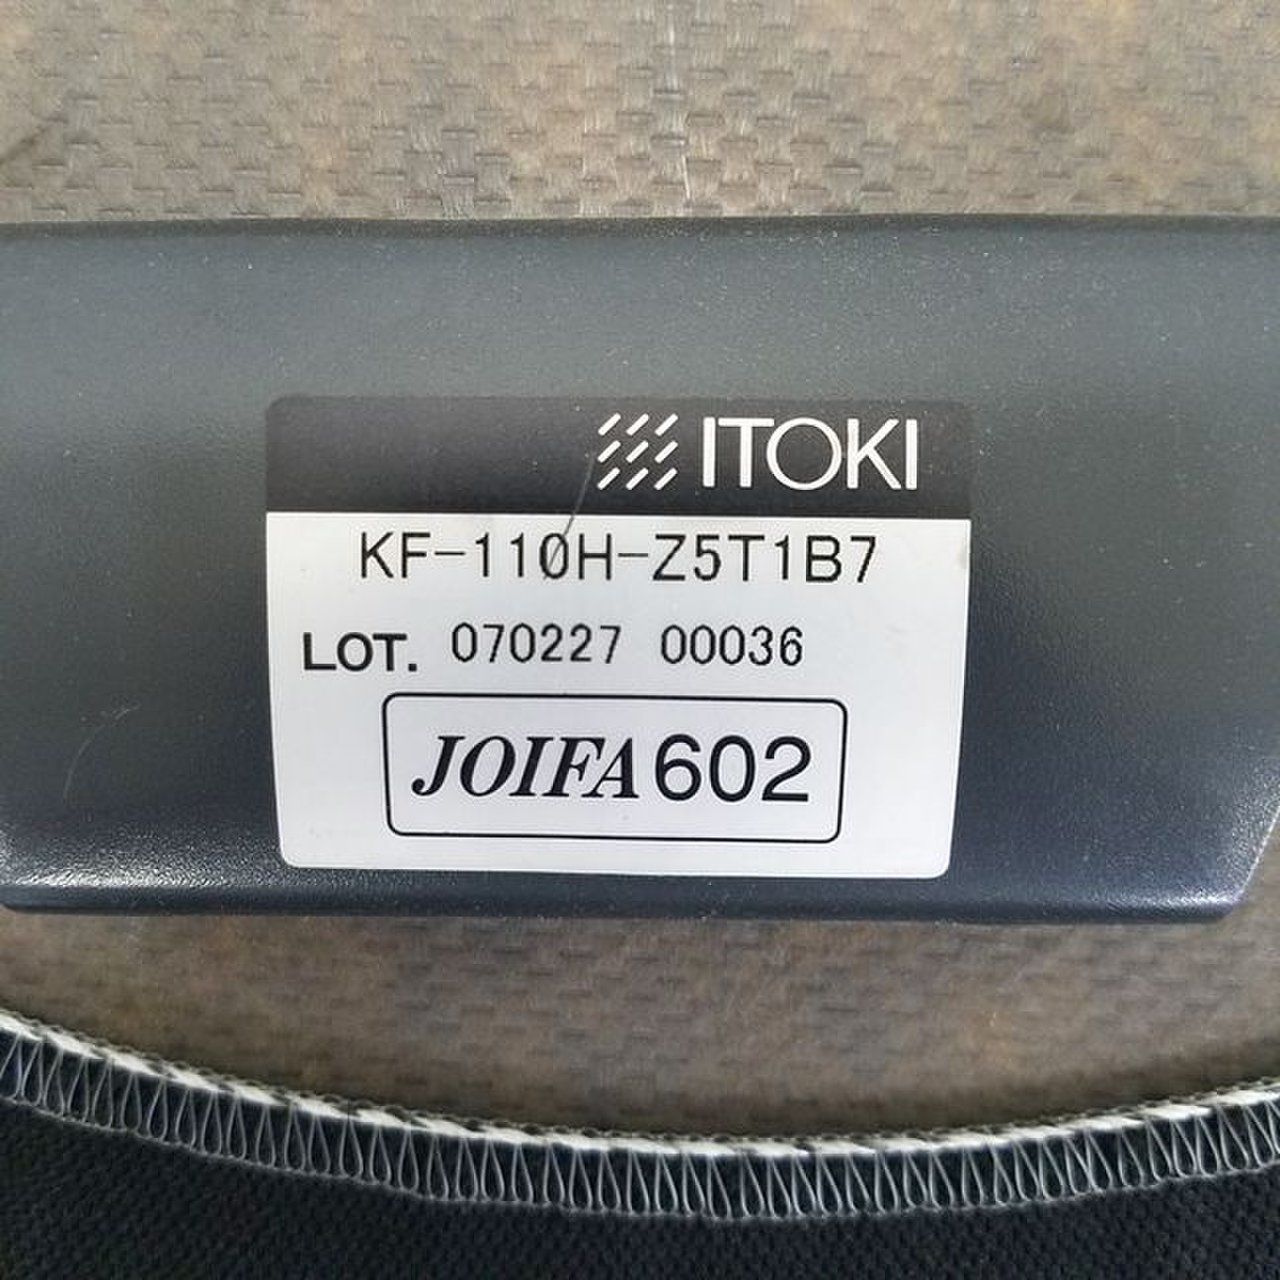 ITOKI
KF-110H-Z5T1B7
LOT. 070227 00036
JOIFA602